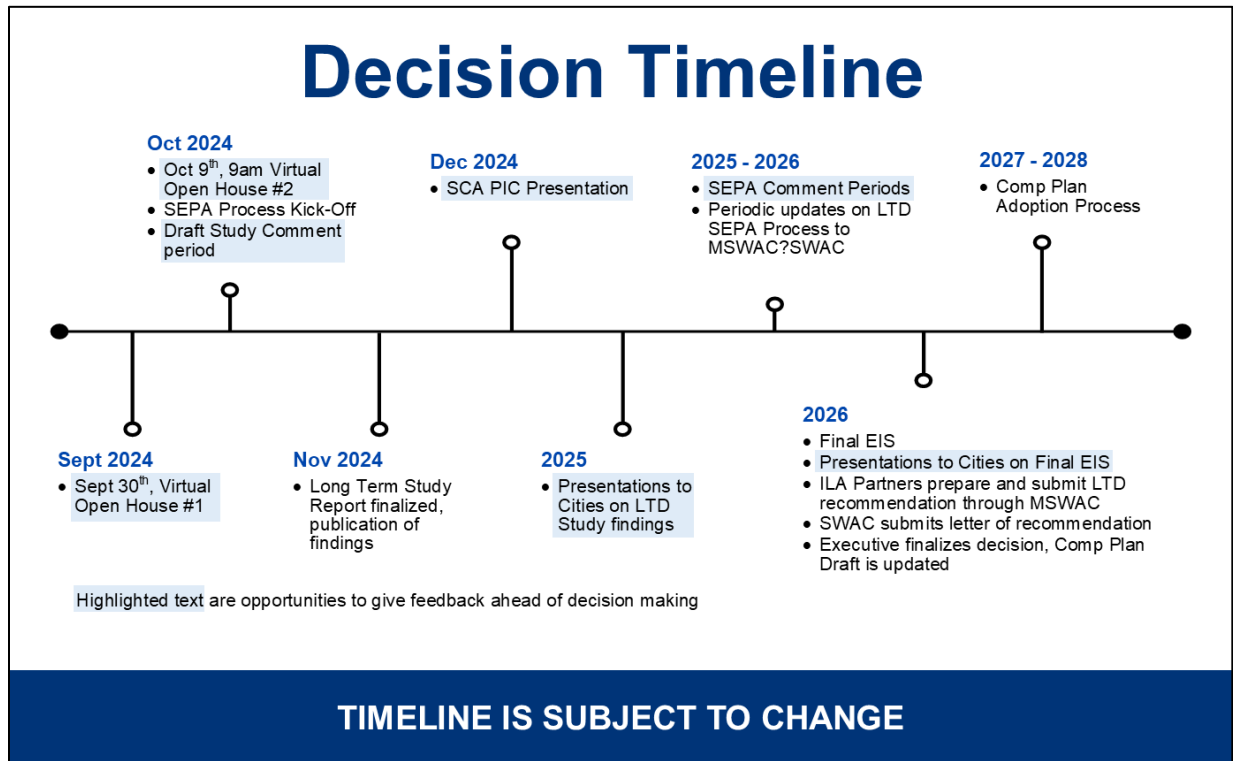 Decision Timeline
Oct 2024
• Oct 9th, 9am Virtual
Open House #2
• SEPA Process Kick-Off
• Draft Study Comment
period
Dec 2024
• SCA PIC Presentation
2025 - 2026
• SEPA Comment Periods
• Periodic updates on LTD
SEPA Process to
MSWAC?SWAC
2027 - 2028
• Comp Plan
Adoption Process
Sept 2024
• Sept 30th, Virtual
Open House #1
Nov 2024
• Long Term Study
Report finalized,
publication of
findings
2025
• Presentations to
Cities on LTD
Study findings
2026
• Final EIS
• Presentations to Cities on Final EIS
• ILA Partners prepare and submit LTD
recommendation through MSWAC
• SWAC submits letter of recommendation
• Executive finalizes decision, Comp Plan
Draft is updated
Highlighted text are opportunities to give feedback ahead of decision making
TIMELINE IS SUBJECT TO CHANGE